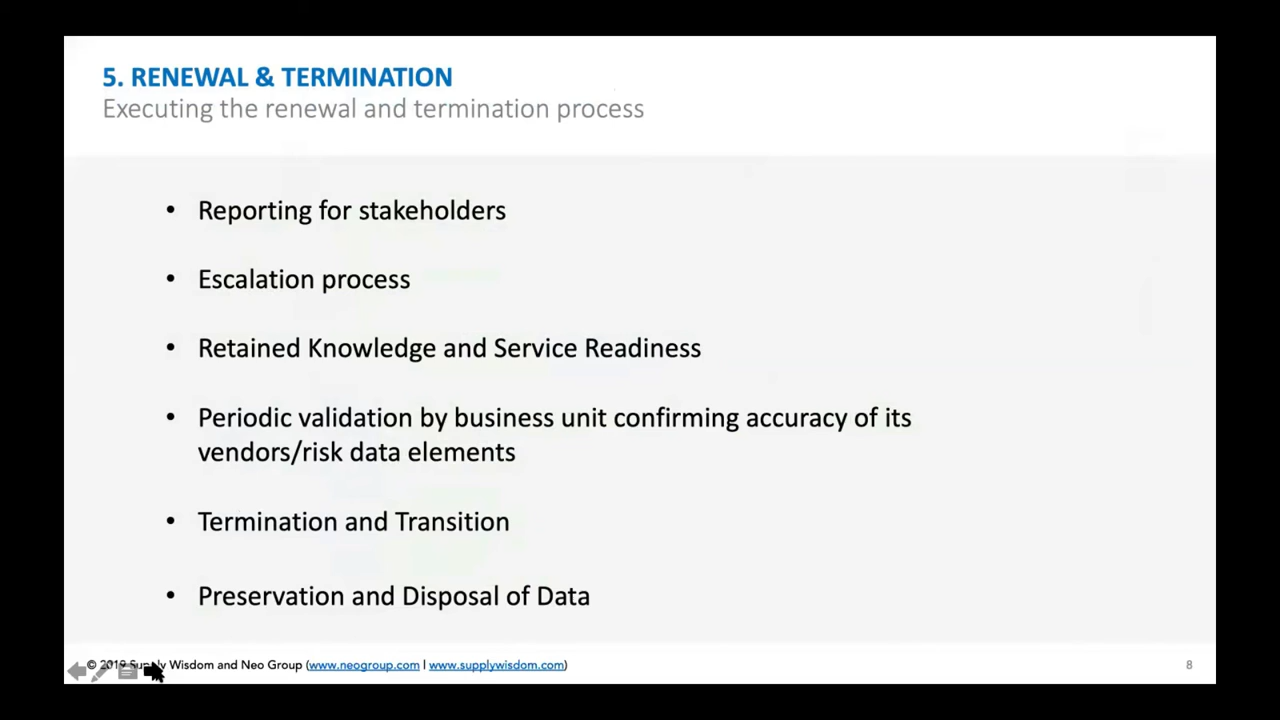 5. RENEWAL & TERMINATION
Executing the renewal and termination process
• Reporting for stakeholders
• Escalation process
• Retained Knowledge and Service Readiness
• Periodic validation by business unit confirming accuracy of its
vendors/risk data elements
• Termination and Transition
• Preservation and Disposal of Data
© 2019 Supply Wisdom and Neo Group (www.neogroup.com | www.supplywisdom.com)
8